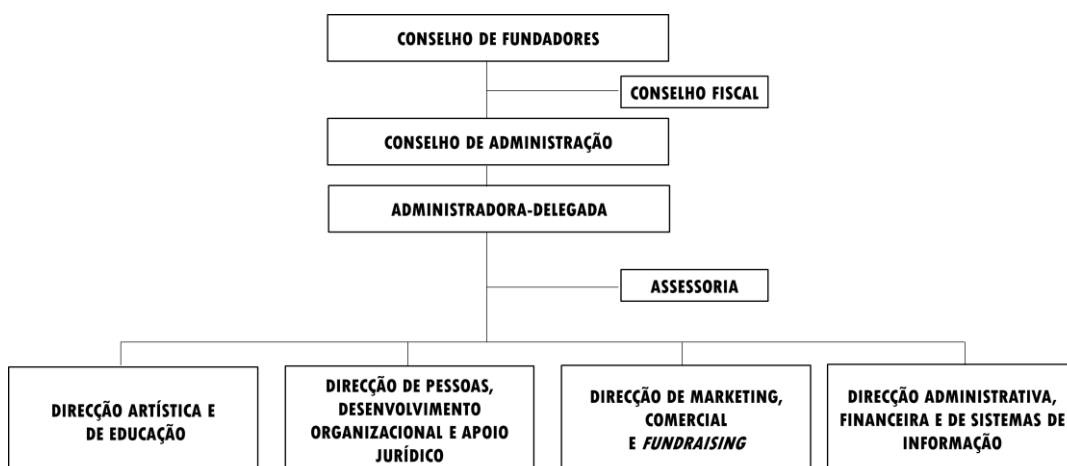 CONSELHO DE FUNDADORES
CONSELHO FISCAL
CONSELHO DE ADMINISTRAÇÃO
ADMINISTRADORA-DELEGADA
ASSESSORIA
DIRECÇÃO ARTÍSTICA E
DE EDUCAÇÃO
DIRECÇÃO DE PESSOAS,
DESENVOLVIMENTO
ORGANIZACIONAL E APOIO
JURÍDICO
DIRECÇÃO DE MARKETING,
COMERCIAL
E FUNDRAISING
DIRECÇÃO ADMINISTRATIVA,
FINANCEIRA E DE SISTEMAS DE
INFORMAÇÃO